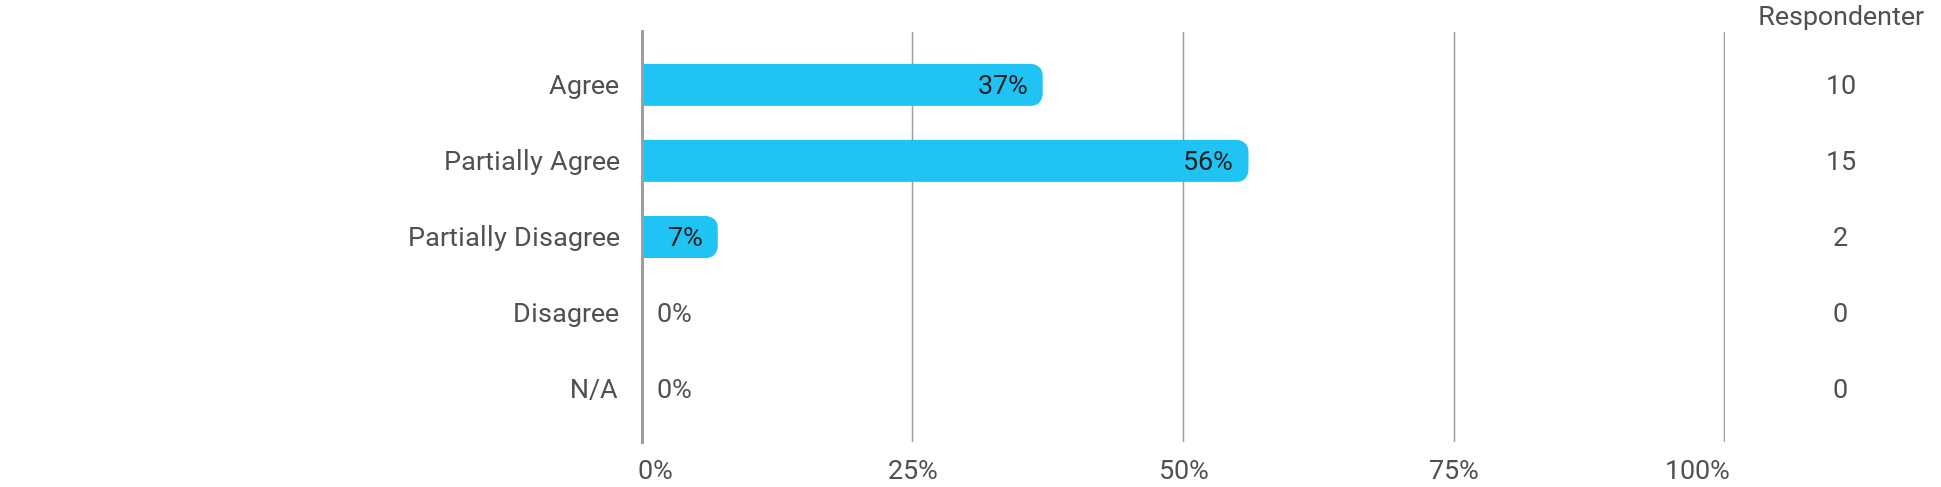 Respondenter
Agree 37% 10
Partially Agree 56% 15
Partially Disagree 7% 2
Disagree 0% 0
N/A 0% 0
0% 25% 50% 75% 100%